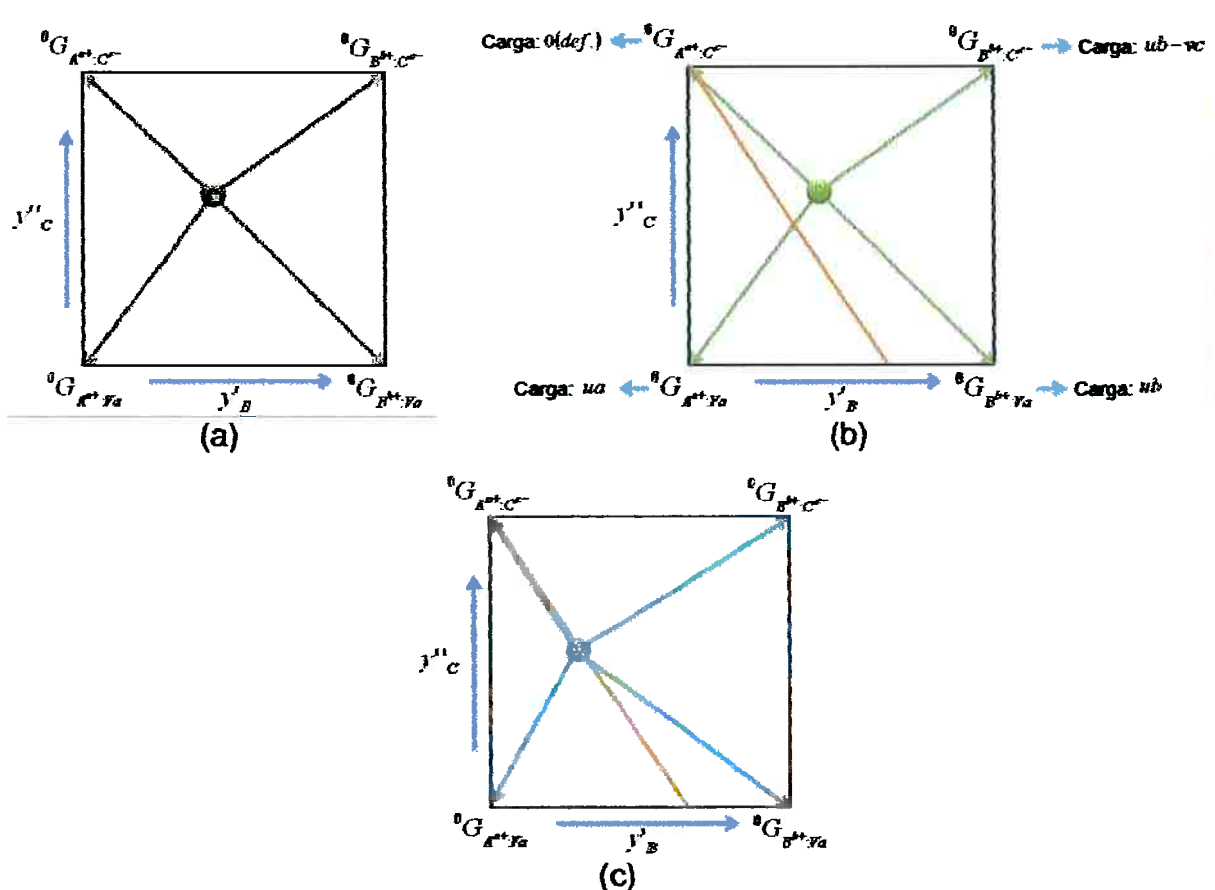 ⁰G_{A^{a+}:C^{c-}} ⁰G_{B^{b+}:C^{c-}}
y''_C
⁰G_{A^{a+}:Va} y'_B ⁰G_{B^{b+}:Va}
(a)
Carga: 0(def.) ⁰G_{A^{a+}:C^{c-}} ⁰G_{B^{b+}:C^{c-}} Carga: ub-vc
y''_C
Carga: ua ⁰G_{A^{a+}:Va} y'_B ⁰G_{B^{b+}:Va} Carga: ub
(b)
⁰G_{A^{a+}:C^{c-}} ⁰G_{B^{b+}:C^{c-}}
y''_C
⁰G_{A^{a+}:Va} y'_B ⁰G_{B^{b+}:Va}
(c)